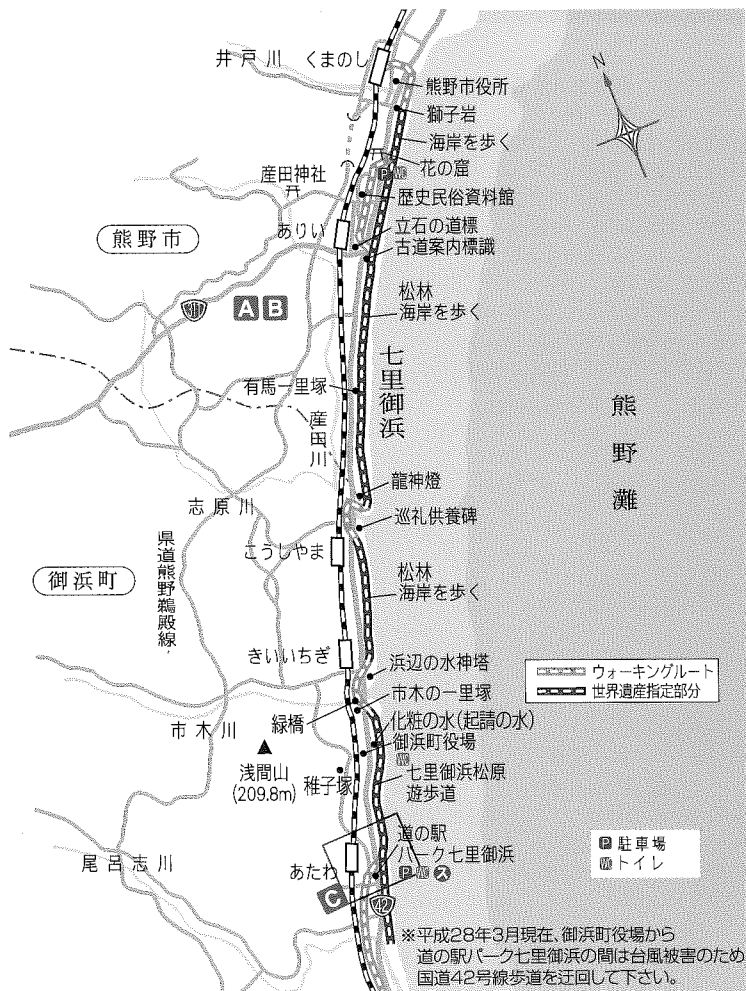 井戸川
くまのし
N
熊野市役所
獅子岩
海岸を歩く
花の窟
P WC
産田神社
歴史民俗資料館
ありい
立石の道標
古道案内標識
熊野市
311
A B
松林
海岸を歩く
七里御浜
熊野灘
有馬一里塚
産田川
龍神燈
志原川
巡礼供養碑
こうしやま
県道熊野鵜殿線
御浜町
松林
海岸を歩く
きいいちぎ
浜辺の水神塔
ウォーキングルート
世界遺産指定部分
市木の一里塚
緑橋
市木川
化粧の水(起請の水)
御浜町役場
WC
浅間山
(209.8m)
稚子塚
七里御浜松原
遊歩道
道の駅
パーク七里御浜
P WC ス
P 駐車場
WC トイレ
尾呂志川
あたわ
C
42
※平成28年3月現在、御浜町役場から
道の駅パーク七里御浜の間は台風被害のため
国道42号線歩道を迂回して下さい。